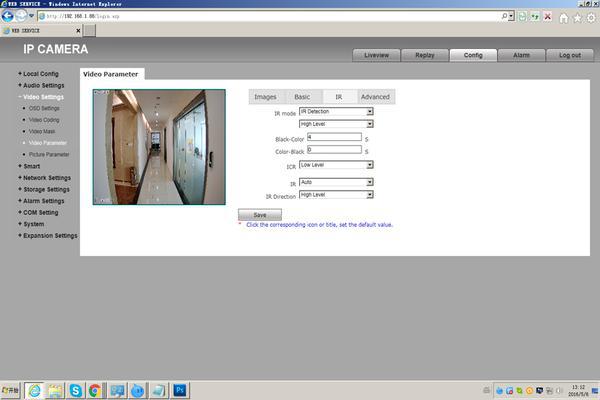 WEB SERVICE - Windows Internet Explorer
http://192.168.1.88/login.asp
WEB SERVICE
IP CAMERA
Liveview
Replay
Config
Alarm
Log out
Local Config
Audio Settings
Video Settings
OSD Settings
Video Coding
Video Mask
Video Parameter
Picture Parameter
Smart
Network Settings
Storage Settings
Alarm Settings
COM Setting
System
Expansion Settings
Video Parameter
Images
Basic
IR
Advanced
IR mode IR Detection
High Level
Black-Color 4 S
Color-Black 0 S
ICR Low Level
IR Auto
IR Direction High Level
Save
* Click the corresponding icon or title, set the default value.
开始
13:12
2016/5/6